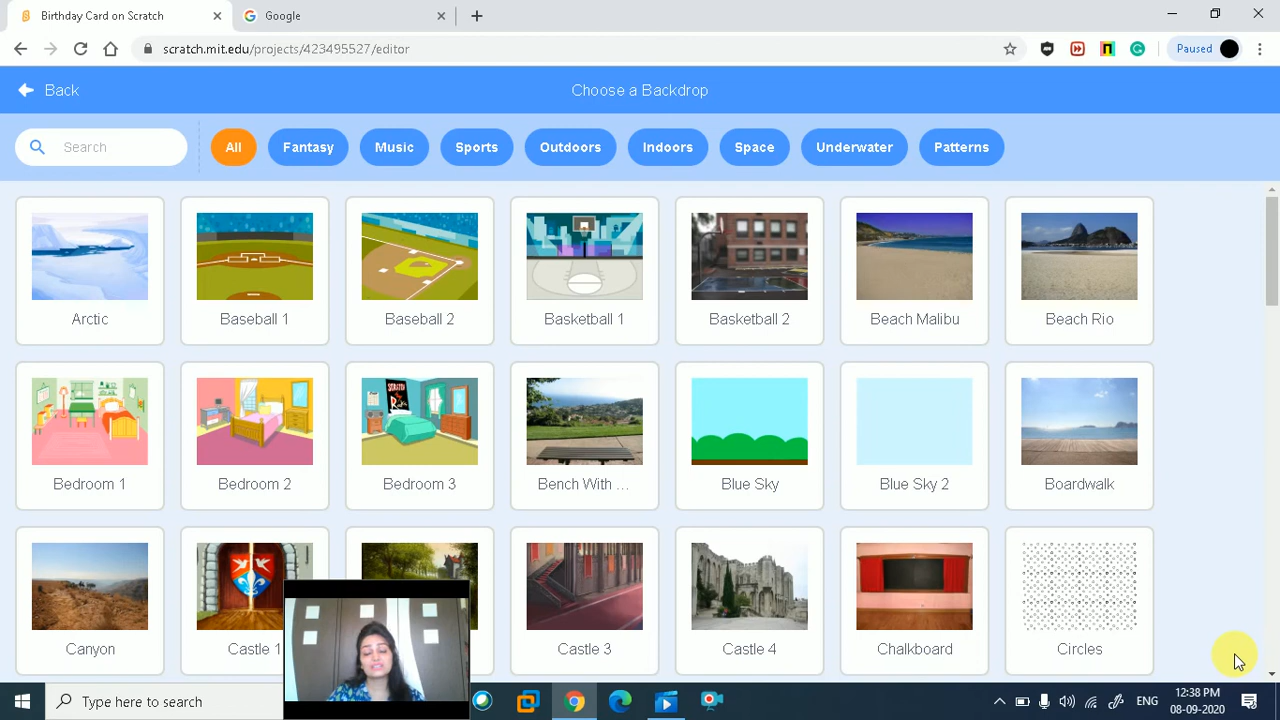 Birthday Card on Scratch
Google
scratch.mit.edu/projects/423495527/editor
Paused
Back
Choose a Backdrop
Search
All
Fantasy
Music
Sports
Outdoors
Indoors
Space
Underwater
Patterns
Arctic
Baseball 1
Baseball 2
Basketball 1
Basketball 2
Beach Malibu
Beach Rio
Bedroom 1
Bedroom 2
Bedroom 3
Bench With ...
Blue Sky
Blue Sky 2
Boardwalk
Canyon
Castle 1
Castle 3
Castle 4
Chalkboard
Circles
Type here to search
ENG
12:38 PM
08-09-2020